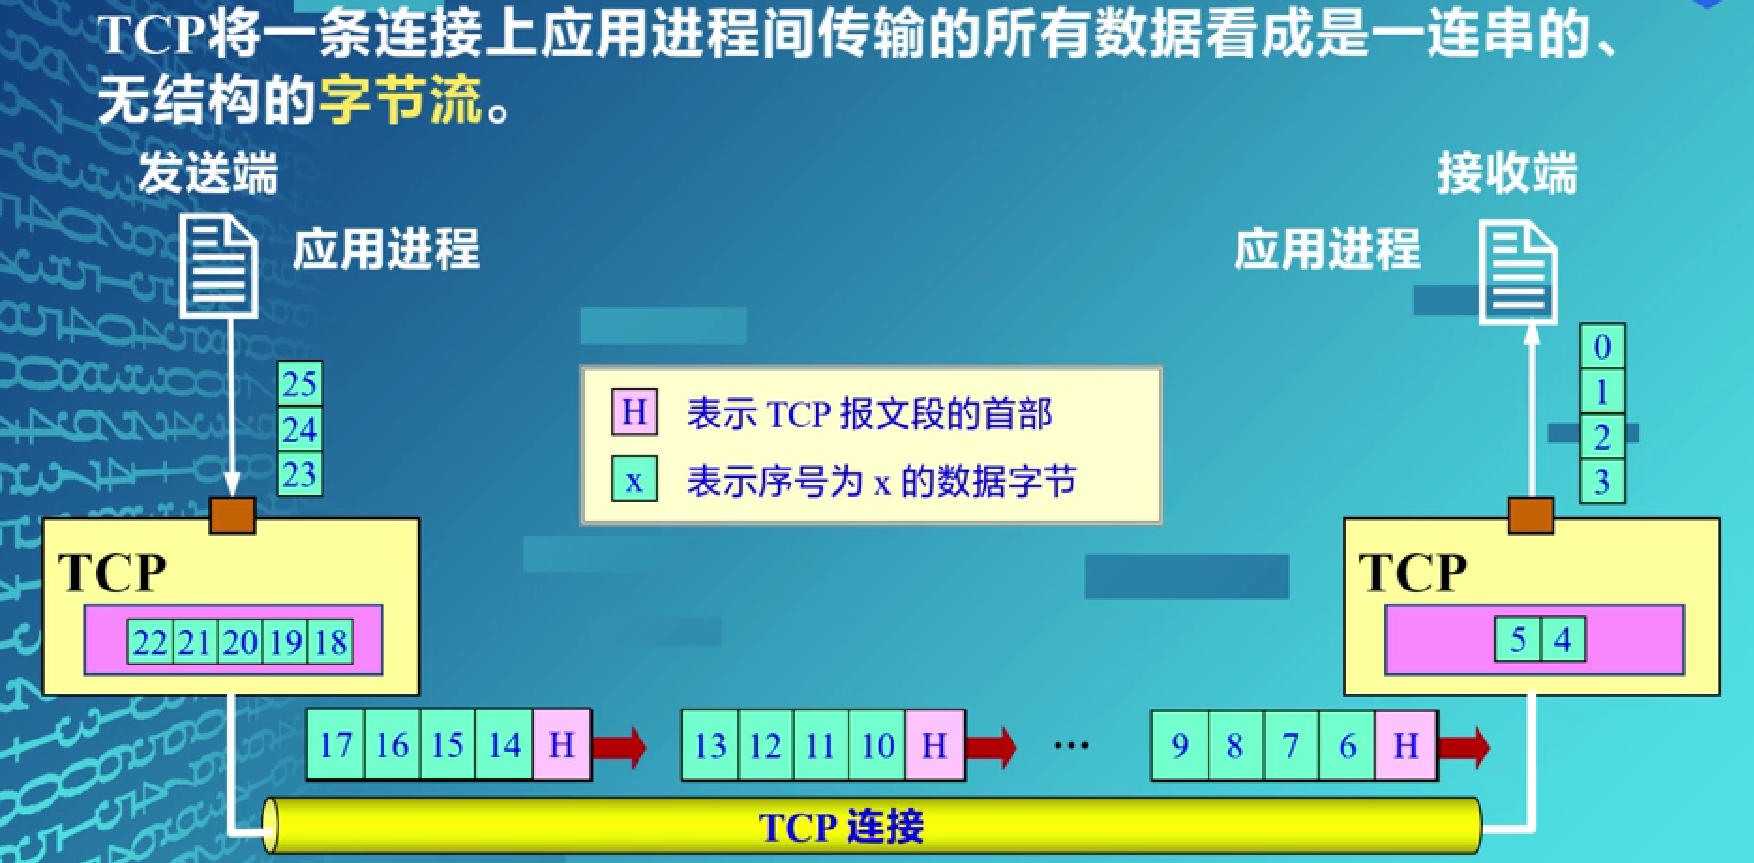 TCP将一条连接上应用进程间传输的所有数据看成是一连串的、
无结构的字节流。
发送端
接收端
应用进程
应用进程
25
24
23
H 表示 TCP 报文段的首部
x 表示序号为 x 的数据字节
0
1
2
3
TCP
22 21 20 19 18
TCP
5 4
17 16 15 14 H
13 12 11 10 H
…
9 8 7 6 H
TCP 连接